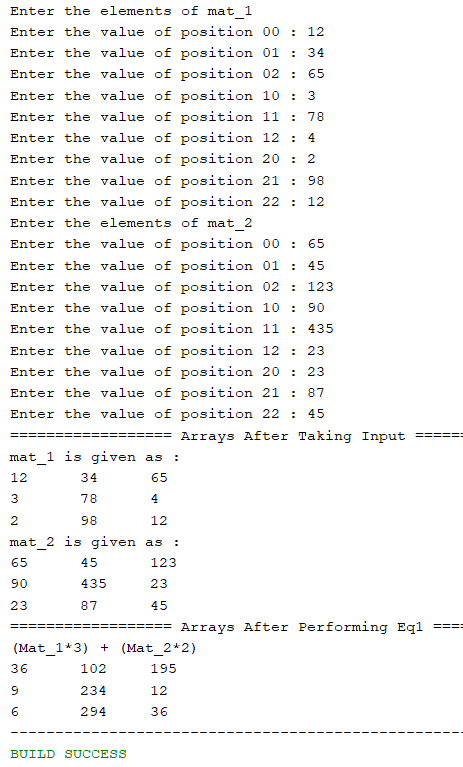 Enter the elements of mat_1
Enter the value of position 00 : 12
Enter the value of position 01 : 34
Enter the value of position 02 : 65
Enter the value of position 10 : 3
Enter the value of position 11 : 78
Enter the value of position 12 : 4
Enter the value of position 20 : 2
Enter the value of position 21 : 98
Enter the value of position 22 : 12
Enter the elements of mat_2
Enter the value of position 00 : 65
Enter the value of position 01 : 45
Enter the value of position 02 : 123
Enter the value of position 10 : 90
Enter the value of position 11 : 435
Enter the value of position 12 : 23
Enter the value of position 20 : 23
Enter the value of position 21 : 87
Enter the value of position 22 : 45
================== Arrays After Taking Input ======
mat_1 is given as :
12 34 65
3 78 4
2 98 12
mat_2 is given as :
65 45 123
90 435 23
23 87 45
================== Arrays After Performing Eq1 ====
(Mat_1*3) + (Mat_2*2)
36 102 195
9 234 12
6 294 36
---------------------------------------------------
BUILD SUCCESS